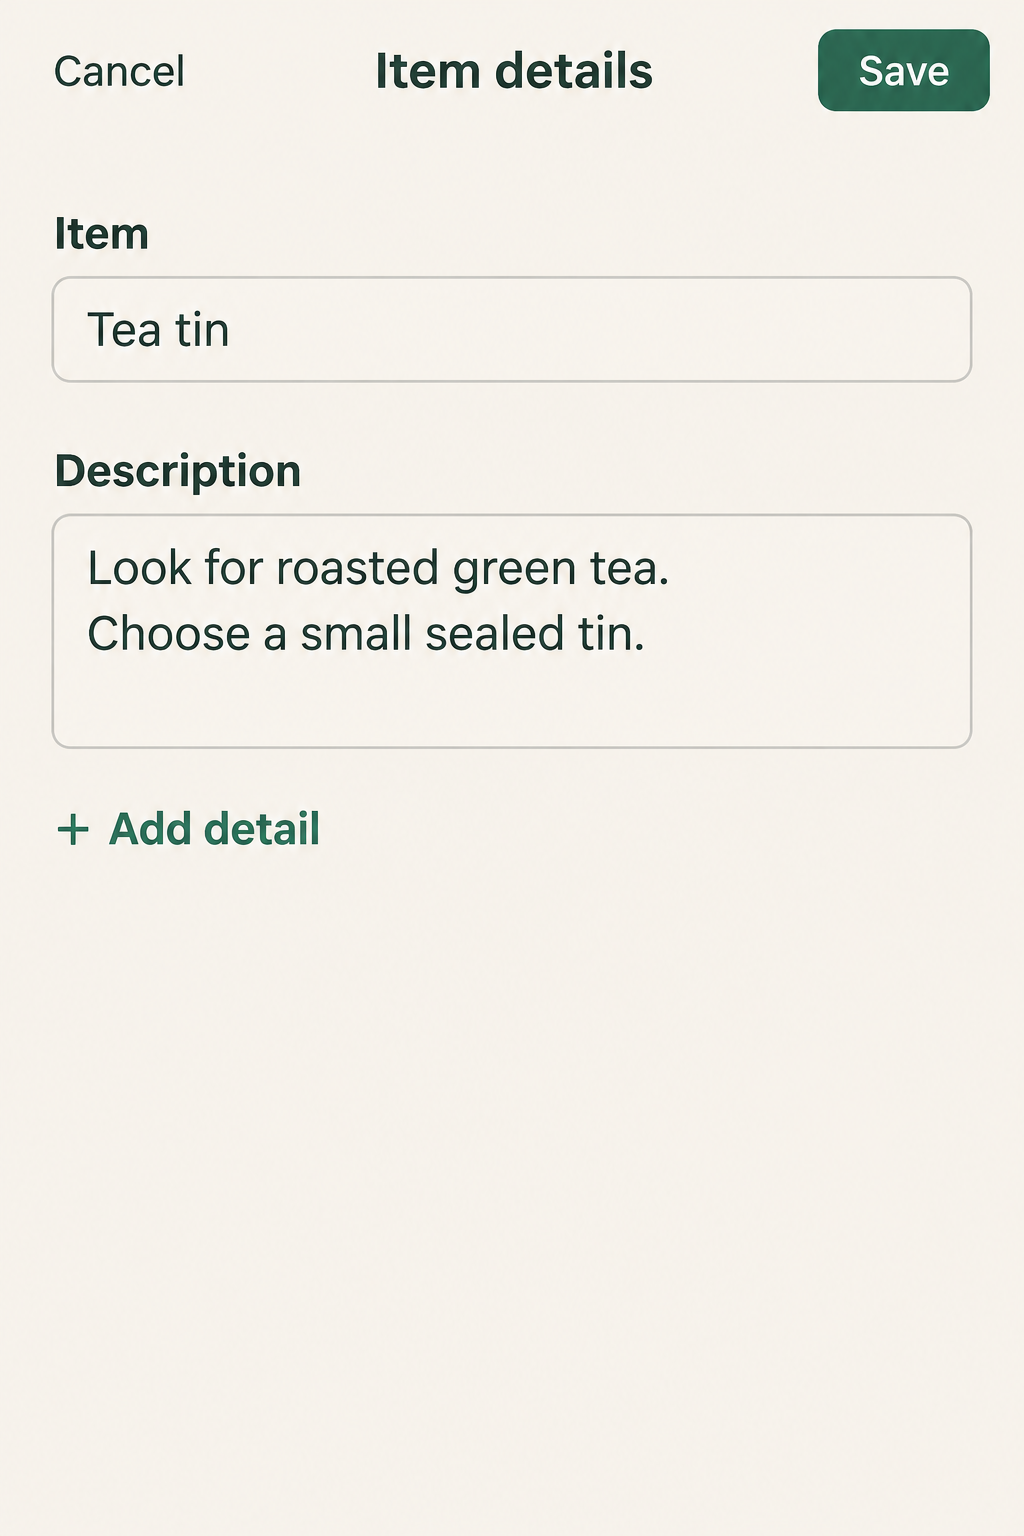 Cancel
Item details
Save
Item
Tea tin
Description
Look for roasted green tea.
Choose a small sealed tin.
+ Add detail